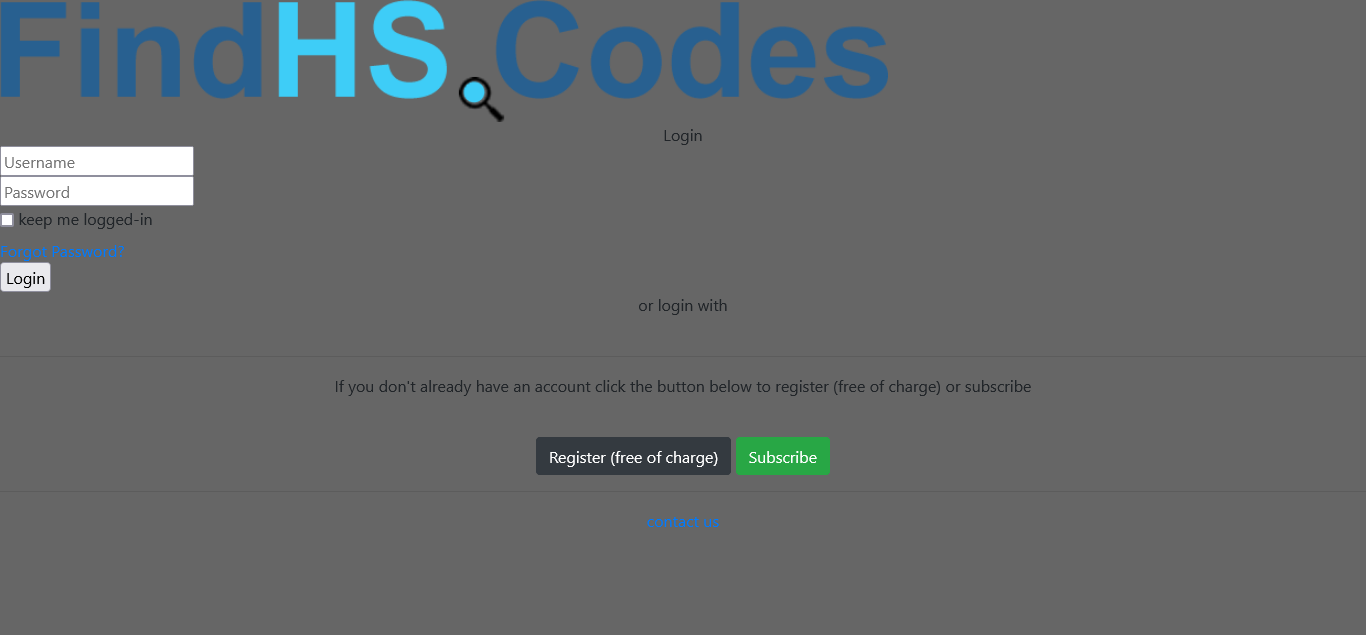 FindHS.Codes
Login
Username
Password
keep me logged-in
Forgot Password?
Login
or login with
If you don't already have an account click the button below to register (free of charge) or subscribe
Register (free of charge) Subscribe
contact us